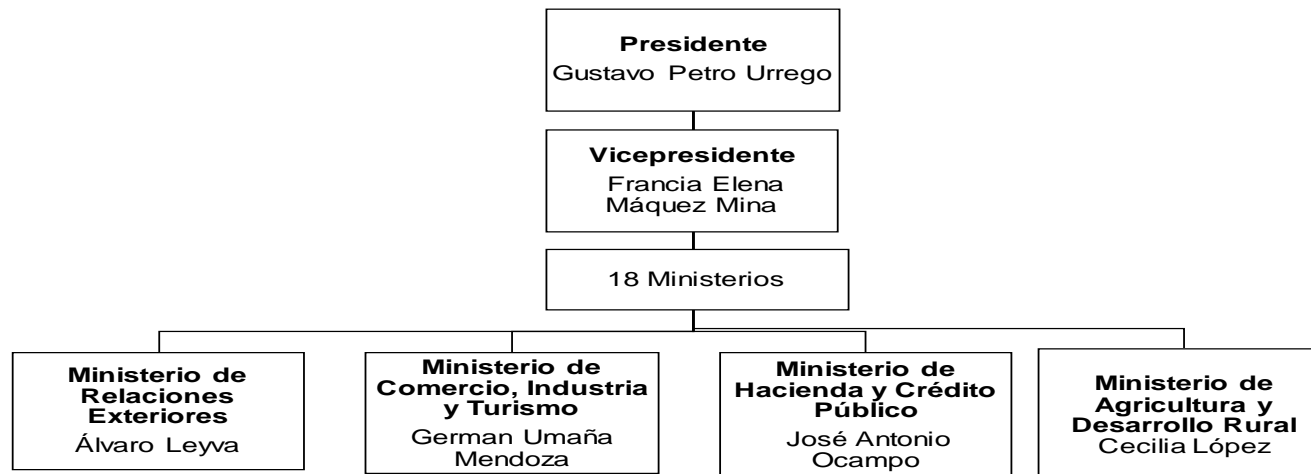 Presidente
Gustavo Petro Urrego
Vicepresidente
Francia Elena
Máquez Mina
18 Ministerios
Ministerio de
Relaciones
Exteriores
Álvaro Leyva
Ministerio de
Comercio, Industria
y Turismo
German Umaña
Mendoza
Ministerio de
Hacienda y Crédito
Público
José Antonio
Ocampo
Ministerio de
Agricultura y
Desarrollo Rural
Cecilia López